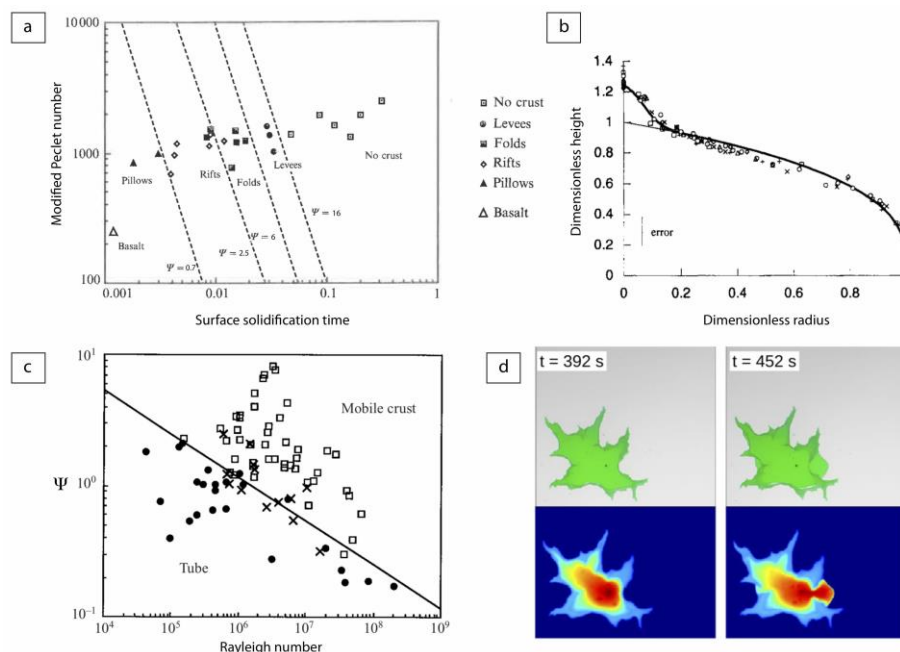 a
10 000
1000
100
Modified Peclet number
Pillows
Rifts
Folds
Levees
No crust
Basalt
Ψ = 0.7
Ψ = 2.5
Ψ = 6
Ψ = 16
0.001
0.01
0.1
1
Surface solidification time
No crust
Levees
Folds
Rifts
Pillows
Basalt
b
1.4
1.2
1
0.8
0.6
0.4
0.2
0
Dimensionless height
error
0
0.2
0.4
0.6
0.8
Dimensionless radius
c
10¹
10⁰
10⁻¹
Ψ
Mobile crust
Tube
10⁴
10⁵
10⁶
10⁷
10⁸
10⁹
Rayleigh number
d
t = 392 s
t = 452 s